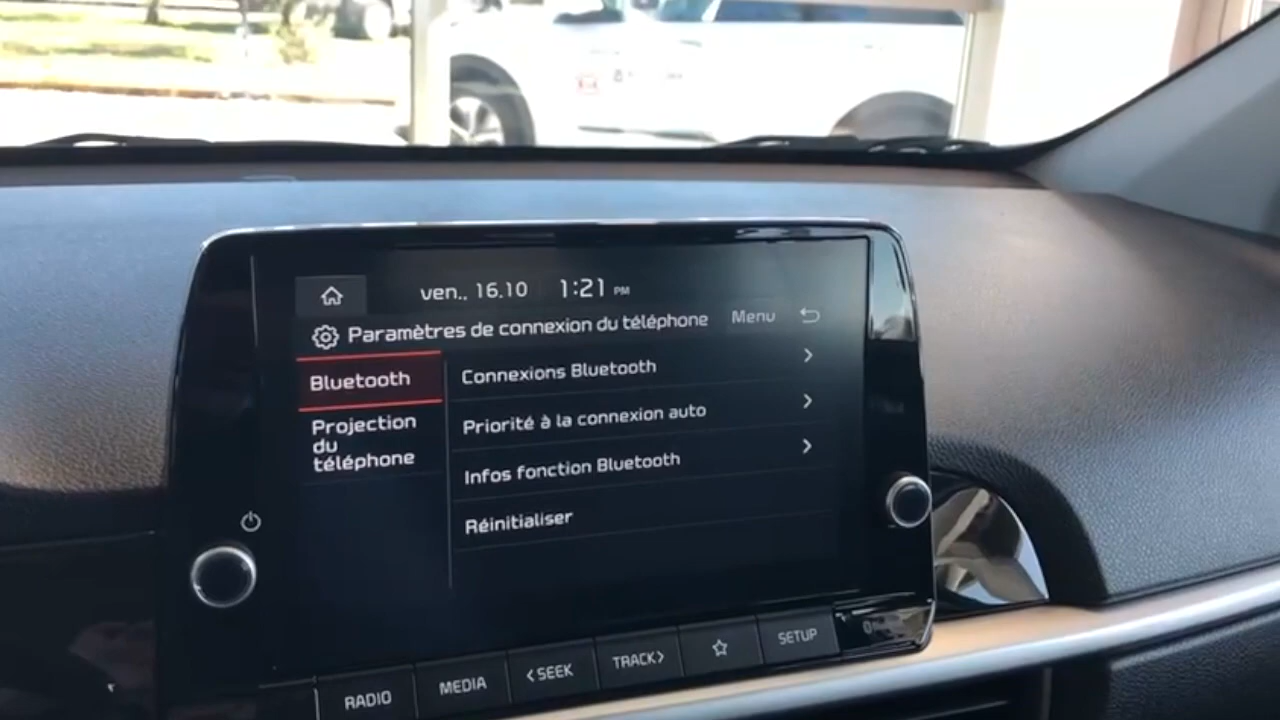 ven., 16.10 1:21 PM
Paramètres de connexion du téléphone Menu
Bluetooth
Projection
du
téléphone
Connexions Bluetooth
Priorité à la connexion auto
Infos fonction Bluetooth
Réinitialiser
RADIO MEDIA <SEEK TRACK> SETUP